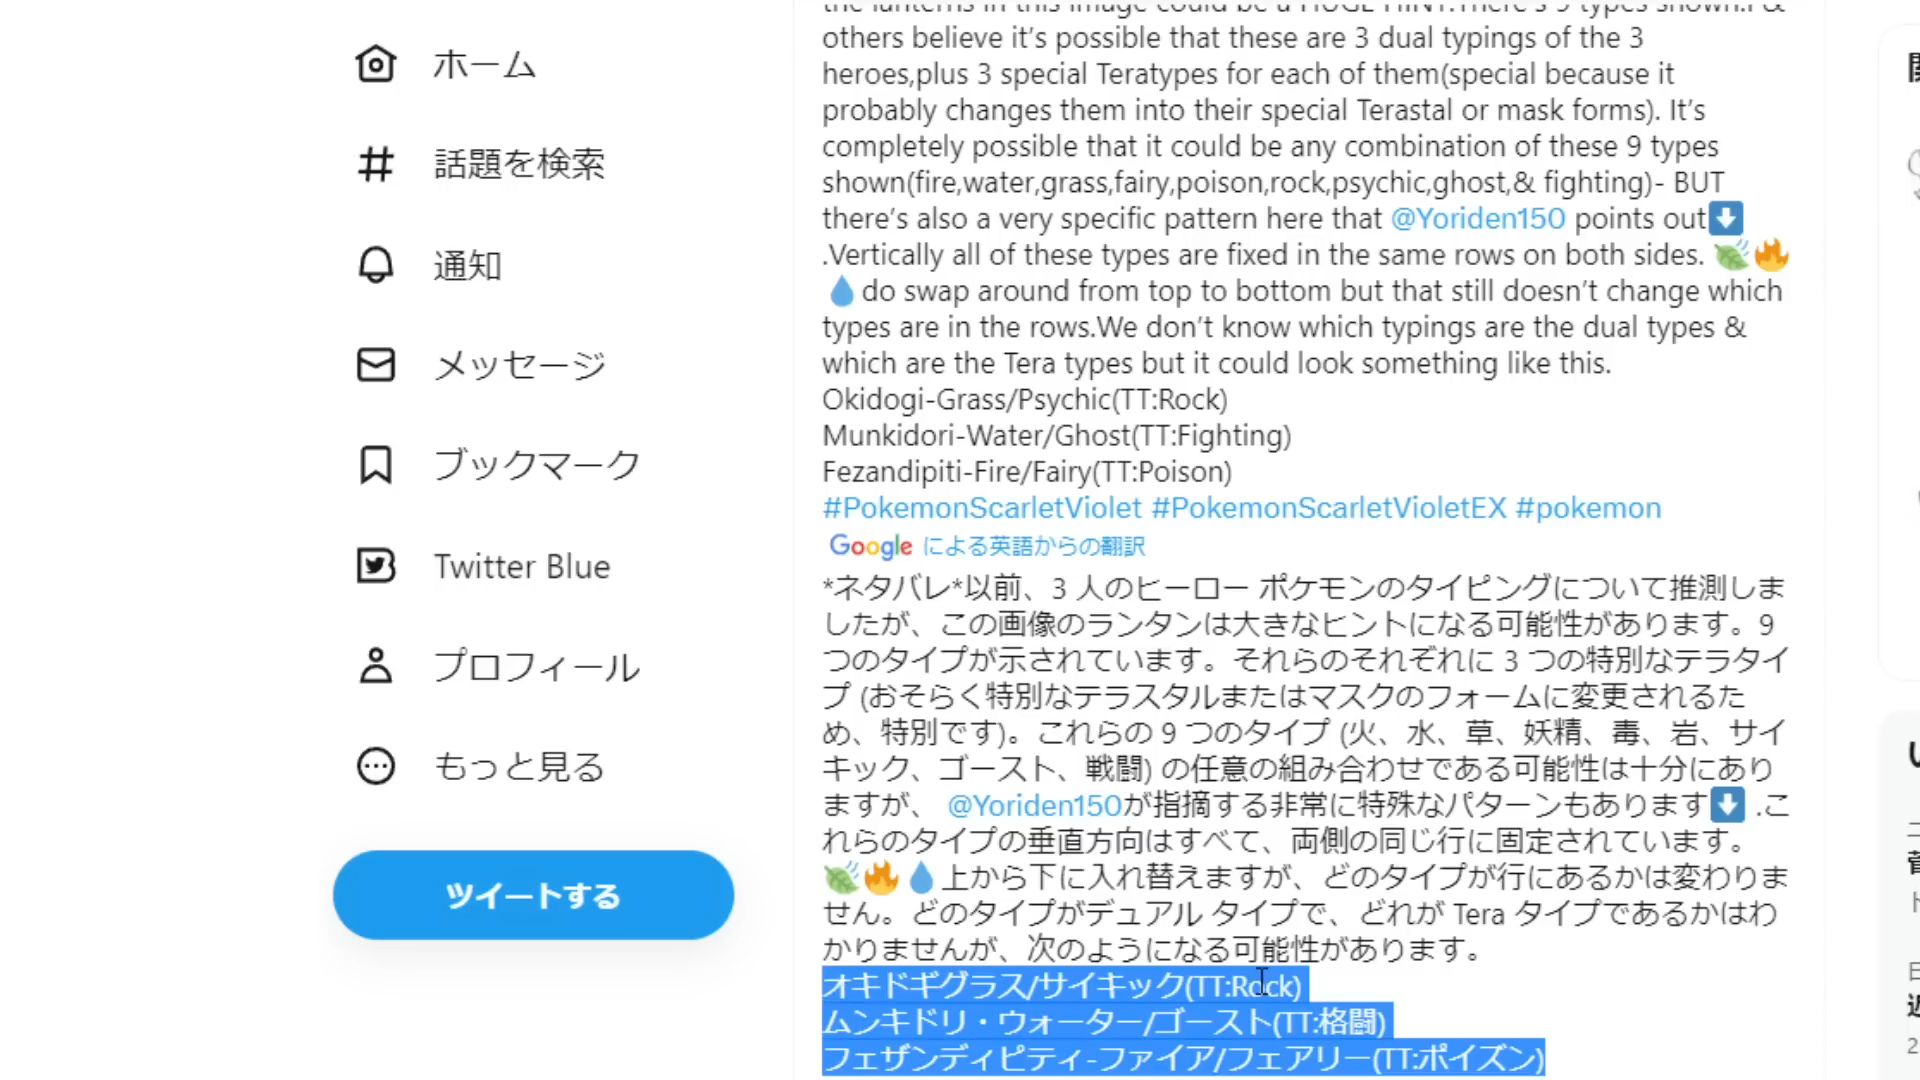 ホーム
話題を検索
通知
メッセージ
ブックマーク
Twitter Blue
プロフィール
もっと見る
ツイートする
the lanterns in this image could be a HUGE HINT.There's 9 types shown.I &
others believe it's possible that these are 3 dual typings of the 3
heroes,plus 3 special Teratypes for each of them(special because it
probably changes them into their special Terastal or mask forms). It's
completely possible that it could be any combination of these 9 types
shown(fire,water,grass,fairy,poison,rock,psychic,ghost,& fighting)- BUT
there's also a very specific pattern here that @Yoriden150 points out⬇️
.Vertically all of these types are fixed in the same rows on both sides. 🍃🔥
💧do swap around from top to bottom but that still doesn't change which
types are in the rows.We don't know which typings are the dual types &
which are the Tera types but it could look something like this.
Okidogi-Grass/Psychic(TT:Rock)
Munkidori-Water/Ghost(TT:Fighting)
Fezandipiti-Fire/Fairy(TT:Poison)
#PokemonScarletViolet #PokemonScarletVioletEX #pokemon
Google による英語からの翻訳
*ネタバレ*以前、3 人のヒーロー ポケモンのタイピングについて推測しま
したが、この画像のランタンは大きなヒントになる可能性があります。9
つのタイプが示されています。それらのそれぞれに 3 つの特別なテラタイ
プ (おそらく特別なテラスタルまたはマスクのフォームに変更されるた
め、特別です)。これらの 9 つのタイプ (火、水、草、妖精、毒、岩、サイ
キック、ゴースト、戦闘) の任意の組み合わせである可能性は十分にあり
ますが、 @Yoriden150が指摘する非常に特殊なパターンもあります⬇️ .こ
れらのタイプの垂直方向はすべて、両側の同じ行に固定されています。
🍃🔥💧上から下に入れ替えますが、どのタイプが行にあるかは変わりま
せん。どのタイプがデュアル タイプで、どれが Tera タイプであるかはわ
かりませんが、次のようになる可能性があります。
オキドギグラス/サイキック(TT:Rock)
ムンキドリ・ウォーター/ゴースト(TT:格闘)
フェザンディピティ-ファイア/フェアリー(TT:ポイズン)